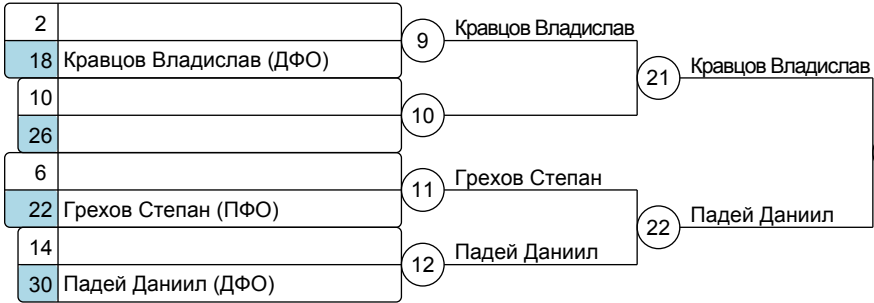 2
18 Кравцов Владислав (ДФО)
9 Кравцов Владислав
10
26
10
21 Кравцов Владислав
6
22 Грехов Степан (ПФО)
11 Грехов Степан
14
30 Падей Даниил (ДФО)
12 Падей Даниил
22 Падей Даниил